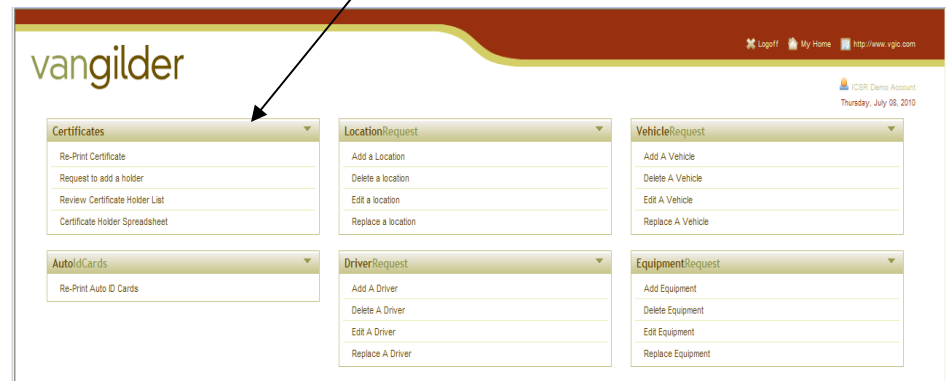 vangilder
Logoff My Home http://www.vgic.com
ICSR Demo Account
Thursday, July 08, 2010
Certificates
Re-Print Certificate
Request to add a holder
Review Certificate Holder List
Certificate Holder Spreadsheet
LocationRequest
Add a Location
Delete a location
Edit a location
Replace a location
VehicleRequest
Add A Vehicle
Delete A Vehicle
Edit A Vehicle
Replace A Vehicle
AutoIdCards
Re-Print Auto ID Cards
DriverRequest
Add A Driver
Delete A Driver
Edit A Driver
Replace A Driver
EquipmentRequest
Add Equipment
Delete Equipment
Edit Equipment
Replace Equipment